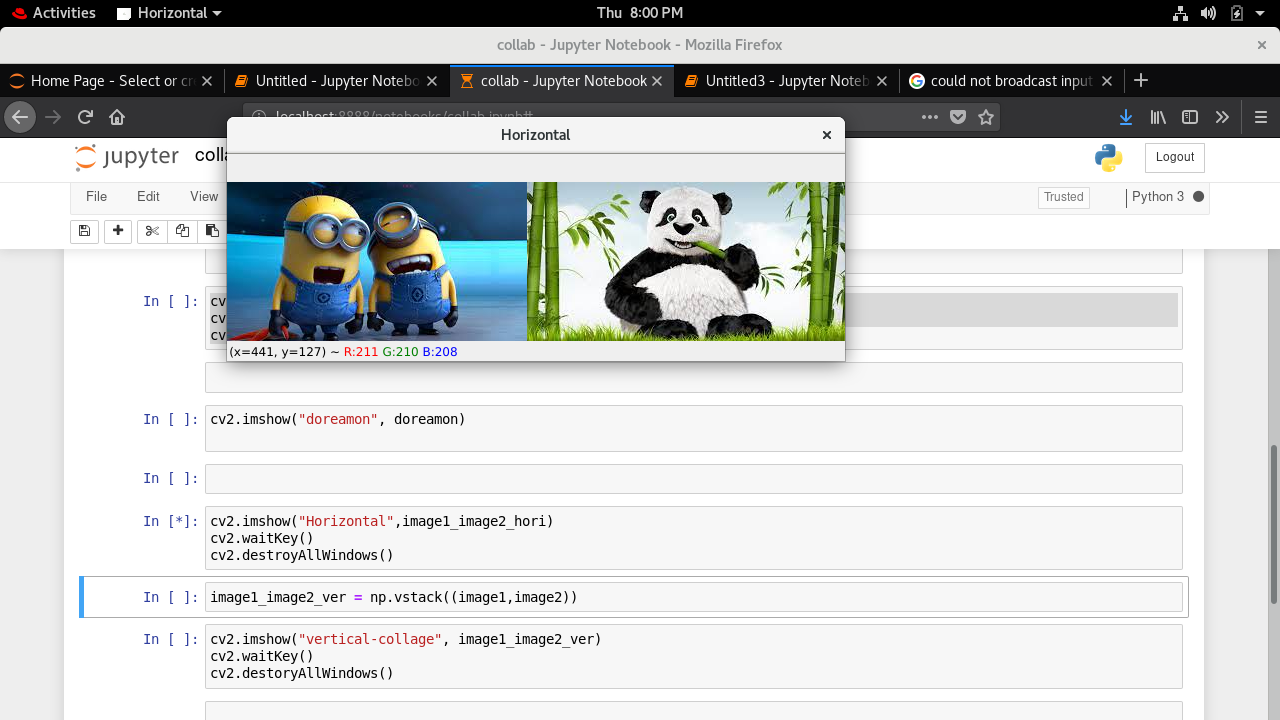 Activities
Horizontal
Thu 8:00 PM
collab - Jupyter Notebook - Mozilla Firefox
Home Page - Select or cr
Untitled - Jupyter Notebo
collab - Jupyter Notebook
Untitled3 - Jupyter Noteb
could not broadcast input
localhost:8888/notebooks/collab.ipynb#
Horizontal
jupyter
colla
Logout
File
Edit
View
Trusted
Python 3
In [ ]:
cv
cv
cv
(x=441, y=127) ~ R:211 G:210 B:208
In [ ]:
cv2.imshow("doreamon", doreamon)
In [ ]:
In [*]:
cv2.imshow("Horizontal",image1_image2_hori)
cv2.waitKey()
cv2.destroyAllWindows()
In [ ]:
image1_image2_ver = np.vstack((image1,image2))
In [ ]:
cv2.imshow("vertical-collage", image1_image2_ver)
cv2.waitKey()
cv2.destoryAllWindows()